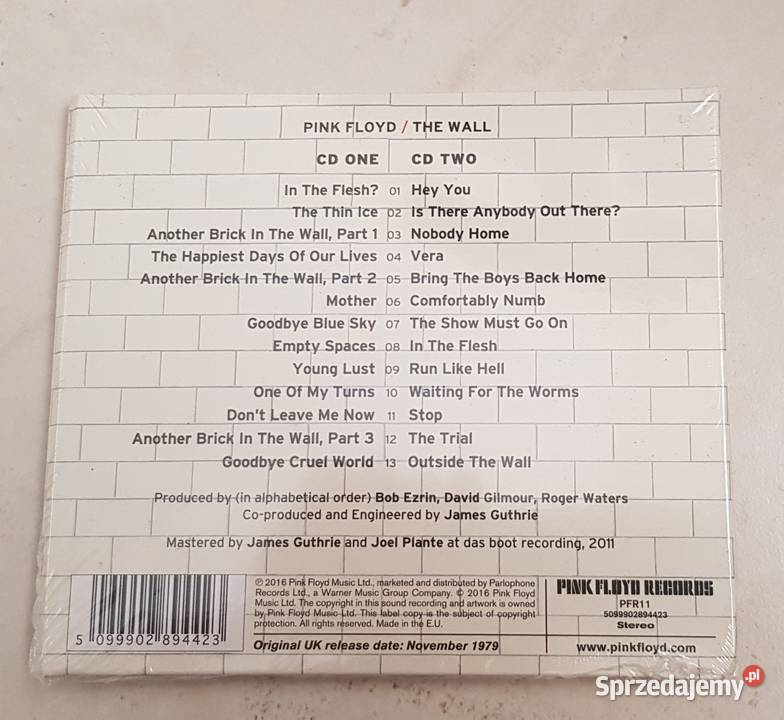 PINK FLOYD / THE WALL
CD ONE CD TWO
In The Flesh? 01 Hey You
The Thin Ice 02 Is There Anybody Out There?
Another Brick In The Wall, Part 1 03 Nobody Home
The Happiest Days Of Our Lives 04 Vera
Another Brick In The Wall, Part 2 05 Bring The Boys Back Home
Mother 06 Comfortably Numb
Goodbye Blue Sky 07 The Show Must Go On
Empty Spaces 08 In The Flesh
Young Lust 09 Run Like Hell
One Of My Turns 10 Waiting For The Worms
Don't Leave Me Now 11 Stop
Another Brick In The Wall, Part 3 12 The Trial
Goodbye Cruel World 13 Outside The Wall
Produced by (in alphabetical order) Bob Ezrin, David Gilmour, Roger Waters
Co-produced and Engineered by James Guthrie
Mastered by James Guthrie and Joel Plante at das boot recording, 2011
5 099902 894423
℗ 2016 Pink Floyd Music Ltd., marketed and distributed by Parlophone
Records Ltd., a Warner Music Group Company. © 2016 Pink Floyd
Music Ltd. The copyright in this sound recording and artwork is owned
by Pink Floyd Music Ltd. This label copy is the subject of copyright
protection. All rights reserved. Made in the E.U.
Original UK release date: November 1979
PINK FLOYD RECORDS
PFR11
5099902894423
Stereo
www.pinkfloyd.com
Sprzedajemy.pl